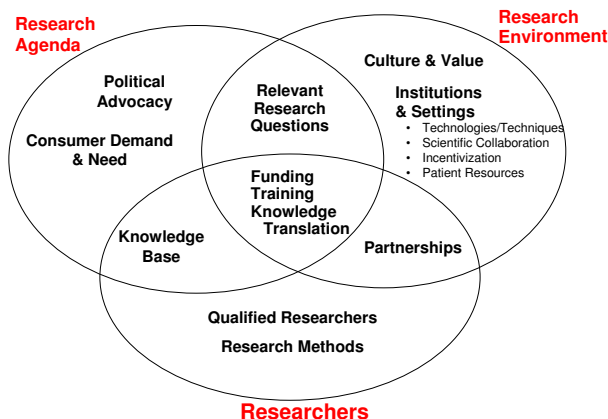 Research
Agenda
Research
Environment
Political
Advocacy
Consumer Demand
& Need
Relevant
Research
Questions
Culture & Value
Institutions
& Settings
• Technologies/Techniques
• Scientific Collaboration
• Incentivization
• Patient Resources
Funding
Training
Knowledge
Translation
Knowledge
Base
Partnerships
Qualified Researchers
Research Methods
Researchers